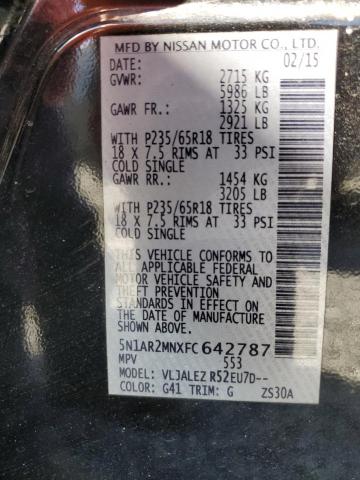 MFD BY NISSAN MOTOR CO., LTD.
DATE: 02/15
GVWR: 2715 KG
5986 LB
GAWR FR.: 1325 KG
2921 LB
WITH P235/65R18 TIRES
18 X 7.5 RIMS AT 33 PSI
COLD SINGLE
GAWR RR: 1454 KG
3205 LB
WITH P235/65R18 TIRES
18 X 7.5 RIMS AT 33 PSI
COLD SINGLE
THIS VEHICLE CONFORMS TO
ALL APPLICABLE FEDERAL
MOTOR VEHICLE SAFETY
AND THEFT PREVENTION
STANDARDS IN EFFECT ON
THE DATE OF MANUFACTURE
SHOWN ABOVE.
5N1AR2MNXFC 642787
MPV 553
MODEL: VLJALEZ R52EU7D--
COLOR: G41 TRIM: G ZS30A